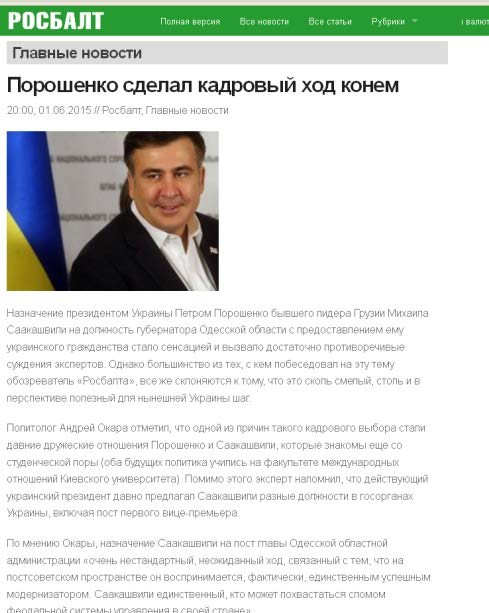 РОСБАЛТ
Полная версия Все новости Все статьи Рубрики
Главные новости
Порошенко сделал кадровый ход конем
20:00, 01.06.2015 // Росбалт, Главные новости
Назначение президентом Украины Петром Порошенко бывшего лидера Грузии Михаила
Саакашвили на должность губернатора Одесской области с предоставлением ему
украинского гражданства стало сенсацией и вызвало достаточно противоречивые
суждения экспертов. Однако большинство из тех, с кем побеседовал на эту тему
обозреватель «Росбалта», все же склоняются к тому, что это сколь смелый, столь и в
перспективе полезный для нынешней Украины шаг.
Политолог Андрей Окара отметил, что одной из причин такого кадрового выбора стали
давние дружеские отношения Порошенко и Саакашвили, которые знакомы еще со
студенческой поры (оба будущих политика учились на факультете международных
отношений Киевского университета). Помимо этого эксперт напомнил, что действующий
украинский президент давно предлагал Саакашвили разные должности в госорганах
Украины, включая пост первого вице-премьера.
По мнению Окары, назначение Саакашвили на пост главы Одесской областной
администрации «очень нестандартный, неожиданный ход, связанный с тем, что на
постсоветском пространстве он воспринимается, фактически, единственным успешным
модернизатором. Саакашвили единственный, кто может похвастаться сломом
феодальной системы управления в своей стране».